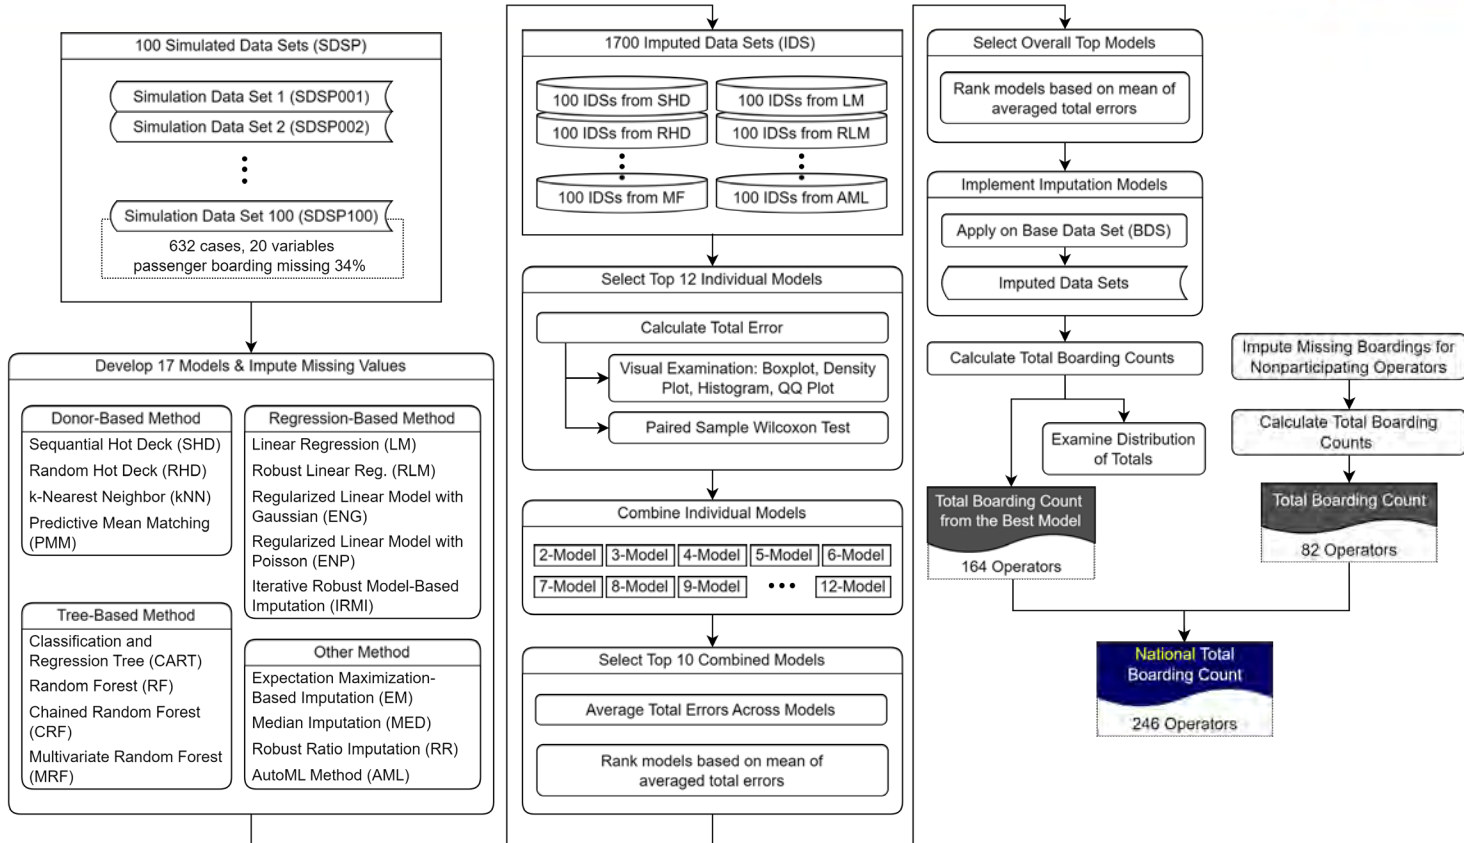 100 Simulated Data Sets (SDSP)
Simulation Data Set 1 (SDSP001)
Simulation Data Set 2 (SDSP002)
Simulation Data Set 100 (SDSP100)
632 cases, 20 variables
passenger boarding missing 34%
Develop 17 Models & Impute Missing Values
Donor-Based Method
Sequantial Hot Deck (SHD)
Random Hot Deck (RHD)
k-Nearest Neighbor (kNN)
Predictive Mean Matching
(PMM)
Regression-Based Method
Linear Regression (LM)
Robust Linear Reg. (RLM)
Regularized Linear Model with
Gaussian (ENG)
Regularized Linear Model with
Poisson (ENP)
Iterative Robust Model-Based
Imputation (IRMI)
Tree-Based Method
Classification and
Regression Tree (CART)
Random Forest (RF)
Chained Random Forest
(CRF)
Multivariate Random Forest
(MRF)
Other Method
Expectation Maximization-
Based Imputation (EM)
Median Imputation (MED)
Robust Ratio Imputation (RR)
AutoML Method (AML)
1700 Imputed Data Sets (IDS)
100 IDSs from SHD
100 IDSs from LM
100 IDSs from RHD
100 IDSs from RLM
100 IDSs from MF
100 IDSs from AML
Select Top 12 Individual Models
Calculate Total Error
Visual Examination: Boxplot, Density
Plot, Histogram, QQ Plot
Paired Sample Wilcoxon Test
Combine Individual Models
2-Model 3-Model 4-Model 5-Model 6-Model
7-Model 8-Model 9-Model 12-Model
Select Top 10 Combined Models
Average Total Errors Across Models
Rank models based on mean of
averaged total errors
Select Overall Top Models
Rank models based on mean of
averaged total errors
Implement Imputation Models
Apply on Base Data Set (BDS)
Imputed Data Sets
Calculate Total Boarding Counts
Examine Distribution
of Totals
Total Boarding Count
from the Best Model
164 Operators
Impute Missing Boardings for
Nonparticipating Operators
Calculate Total Boarding
Counts
Total Boarding Count
82 Operators
National Total
Boarding Count
246 Operators